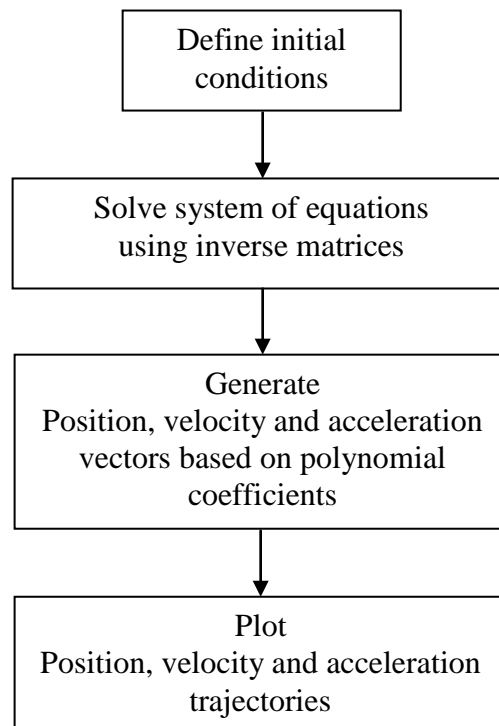 Define initial
conditions
Solve system of equations
using inverse matrices
Generate
Position, velocity and acceleration
vectors based on polynomial
coefficients
Plot
Position, velocity and acceleration
trajectories